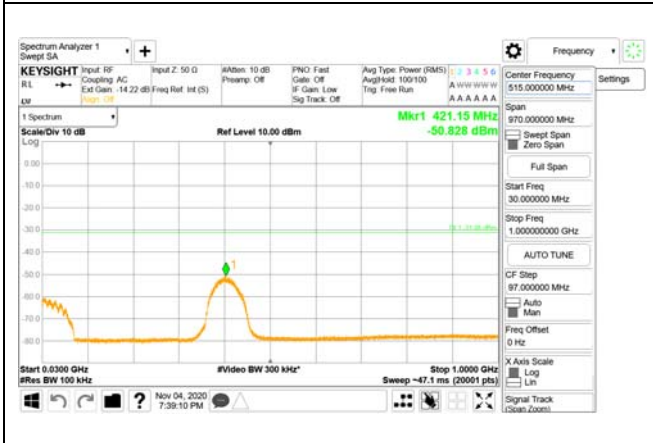 Spectrum Analyzer 1
Swept SA
+
Frequency
KEYSIGHT Input: RF Input Z: 50 Ω #Atten: 10 dB PNO: Fast Avg Type: Power (RMS) 1 2 3 4 5 6
RL Coupling: AC Preamp: Off Gate: Off Avg|Hold: 100/100 A W W W W W
Ext Gain: -14.22 dB Freq Ref: Int (S) IF Gain: Low Trig: Free Run
Align: Off Sig Track: Off A A A A A A
Center Frequency
515.000000 MHz
Settings
Span
970.000000 MHz
Swept Span
Zero Span
Full Span
Start Freq
30.000000 MHz
Stop Freq
1.000000000 GHz
AUTO TUNE
CF Step
97.000000 MHz
Auto
Man
Freq Offset
0 Hz
X Axis Scale
Log
Lin
Signal Track
(Span Zoom)
1 Spectrum
Mkr1 421.15 MHz
Scale/Div 10 dB Ref Level 10.00 dBm -50.828 dBm
Log
0.00
-10.0
-20.0
-30.0
-40.0
-50.0
-60.0
-70.0
-80.0
1
Start 0.0300 GHz #Video BW 300 kHz* Stop 1.0000 GHz
#Res BW 100 kHz Sweep ~47.1 ms (20001 pts)
? Nov 04, 2020
7:39:10 PM